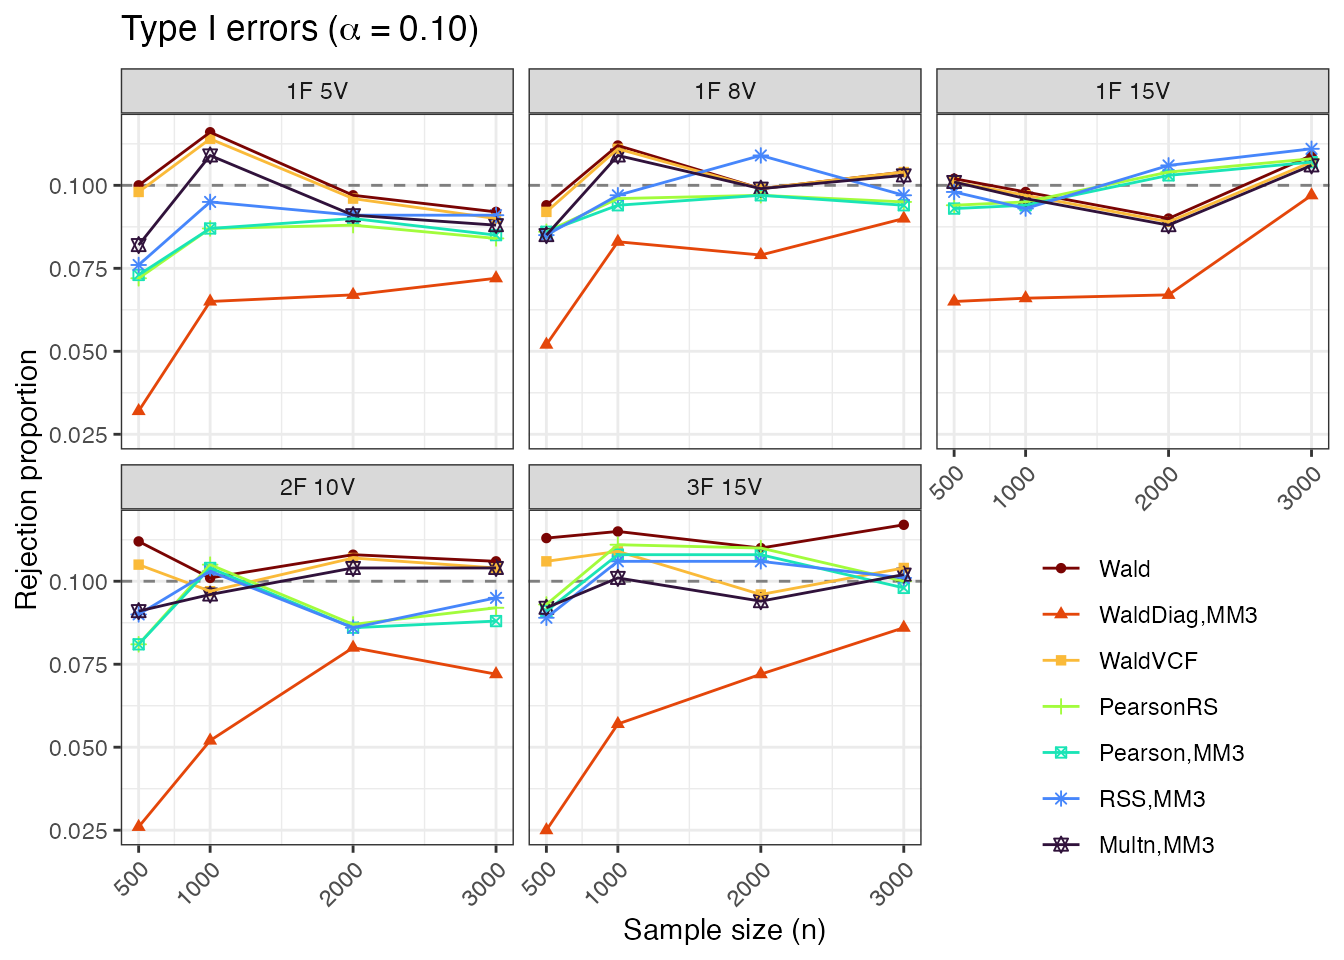 Type I errors (α = 0.10)
1F 5V
1F 8V
1F 15V
0.100
0.075
0.050
0.025
500
1000
2000
3000
2F 10V
3F 15V
0.100
0.075
0.050
0.025
500
1000
2000
3000
500
1000
2000
3000
Rejection proportion
Sample size (n)
Wald
WaldDiag,MM3
WaldVCF
PearsonRS
Pearson,MM3
RSS,MM3
Multn,MM3